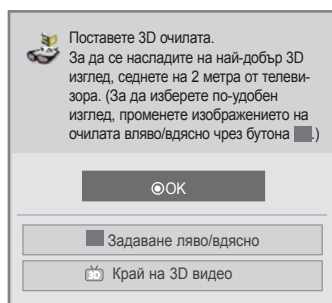 Поставете 3D очилата.
За да се насладите на най-добър 3D
изглед, седнете на 2 метра от телеви-
зора. (За да изберете по-удобен
изглед, променете изображението на
очилата вляво/вдясно чрез бутона .)
OK
Задаване ляво/вдясно
3D Край на 3D видео